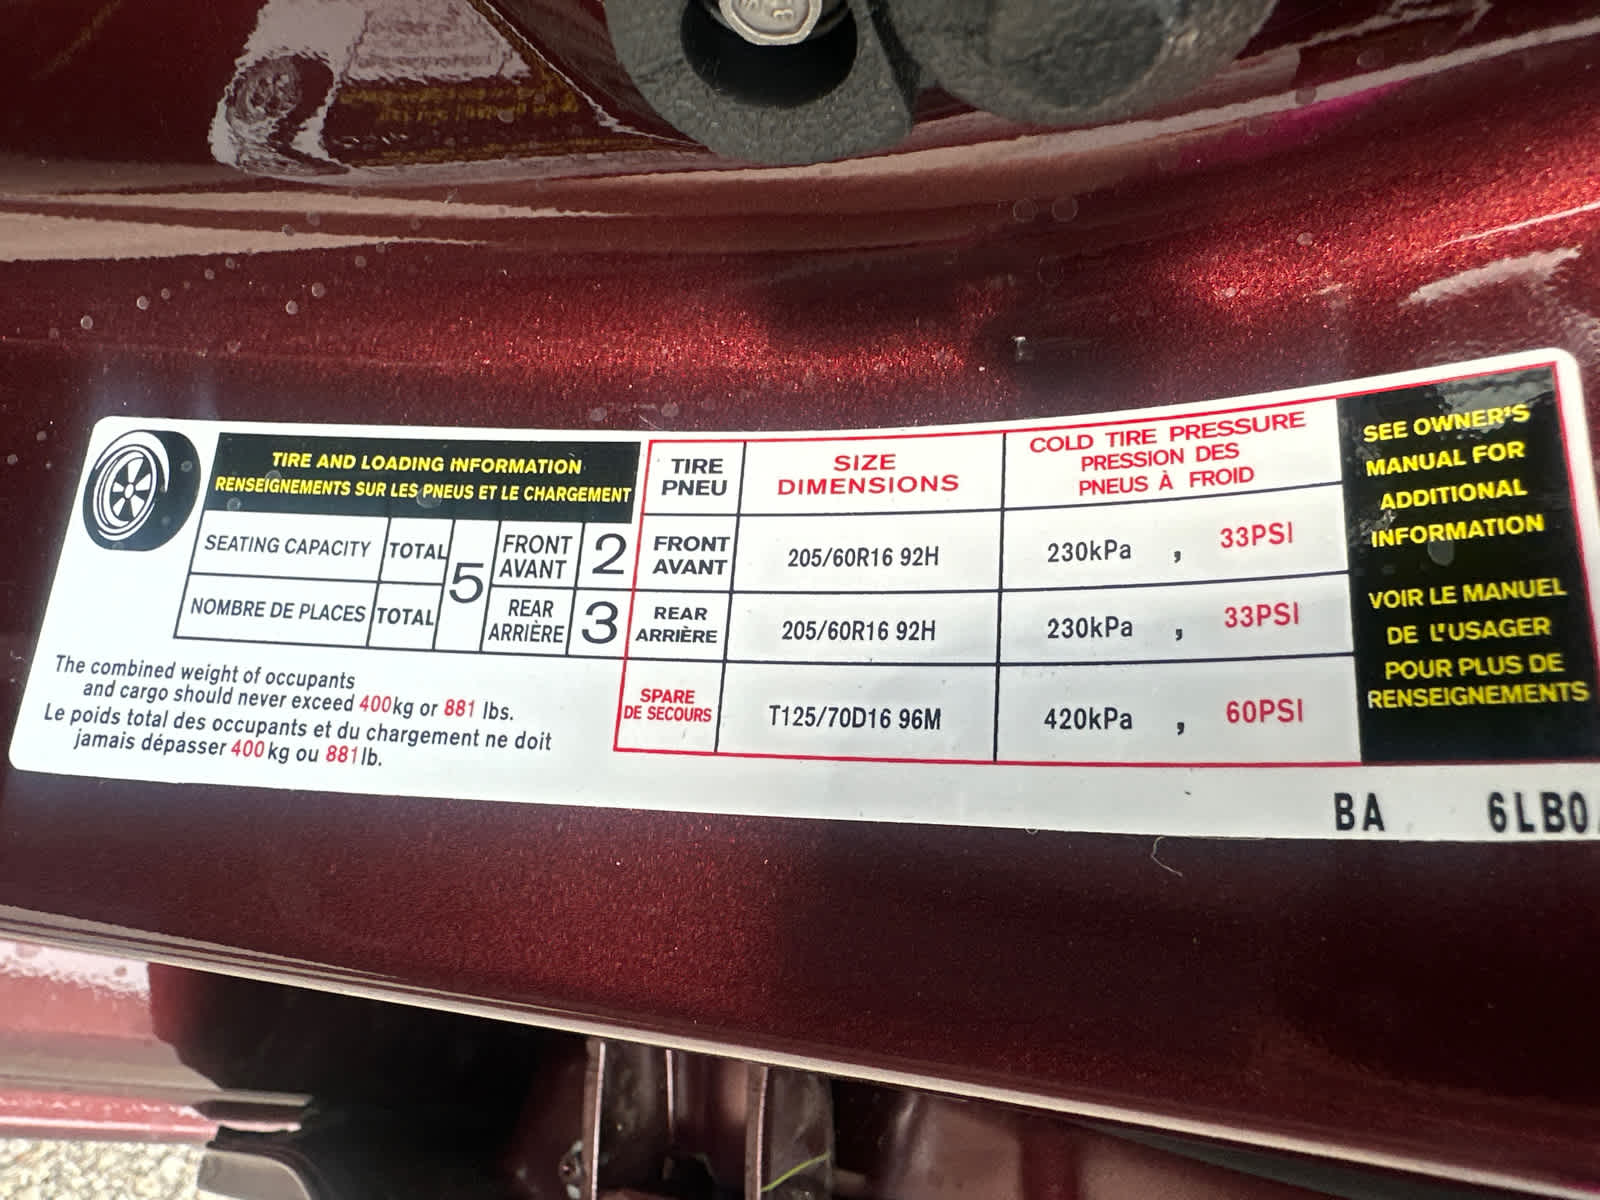 TIRE AND LOADING INFORMATION
RENSEIGNEMENTS SUR LES PNEUS ET LE CHARGEMENT
SEATING CAPACITY TOTAL 5 FRONT AVANT 2
NOMBRE DE PLACES TOTAL REAR ARRIÈRE 3
The combined weight of occupants
and cargo should never exceed 400kg or 881 lbs.
Le poids total des occupants et du chargement ne doit
jamais dépasser 400 kg ou 881 lb.
TIRE PNEU SIZE DIMENSIONS COLD TIRE PRESSURE PRESSION DES PNEUS À FROID
FRONT AVANT 205/60R16 92H 230kPa , 33PSI
REAR ARRIÈRE 205/60R16 92H 230kPa , 33PSI
SPARE DE SECOURS T125/70D16 96M 420kPa , 60PSI
SEE OWNER'S
MANUAL FOR
ADDITIONAL
INFORMATION
VOIR LE MANUEL
DE L'USAGER
POUR PLUS DE
RENSEIGNEMENTS
BA 6LB0